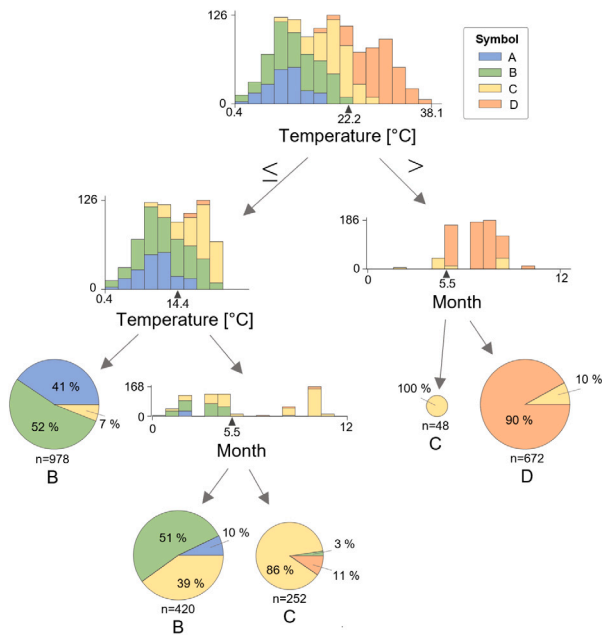 126
0
0.4
22.2
38.1
Temperature [°C]
Symbol
A
B
C
D
≤
>
126
0
0.4
14.4
Temperature [°C]
186
0
0
5.5
12
Month
41 %
52 %
7 %
n=978
B
168
0
0
5.5
12
Month
100 %
n=48
C
10 %
90 %
n=672
D
51 %
10 %
39 %
n=420
B
3 %
86 %
11 %
n=252
C